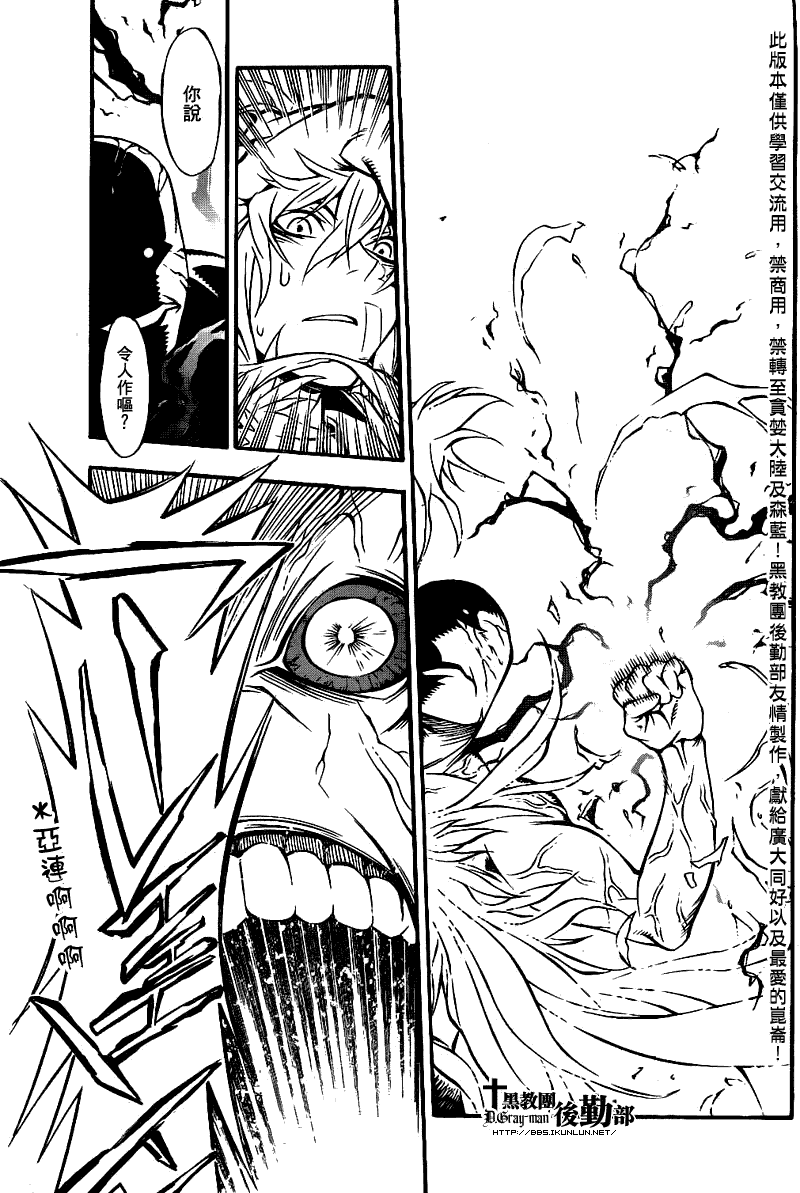 此版本僅供學習交流用，禁商用，禁轉至貪婪大陸及森藍！黑教團後勤部友情製作，獻給廣大同好以及最愛的崑崙！
你說
令人作嘔？
*亞連啊啊啊
黑教團
D.Gray-man
後勤部
HTTP://BBS.IKUNLUN.NET/